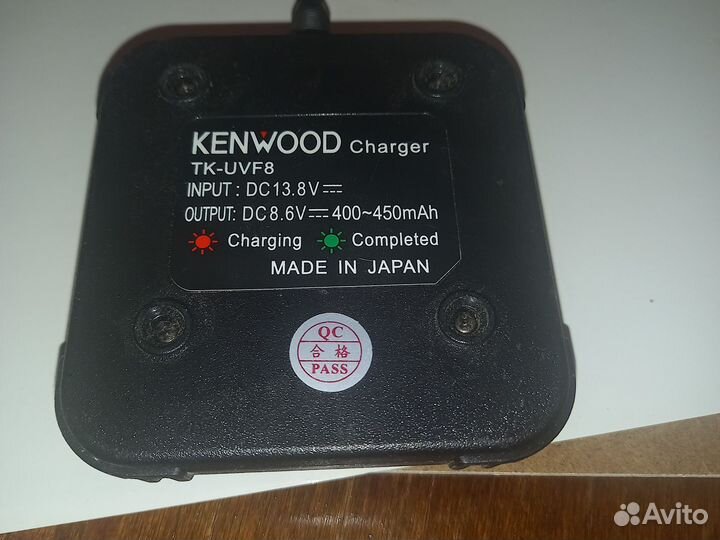 KENWOOD Charger
TK-UVF8
INPUT : DC13.8V⎓
OUTPUT: DC8.6V⎓400~450mAh
Charging Completed
MADE IN JAPAN
QC
合格
PASS
Avito